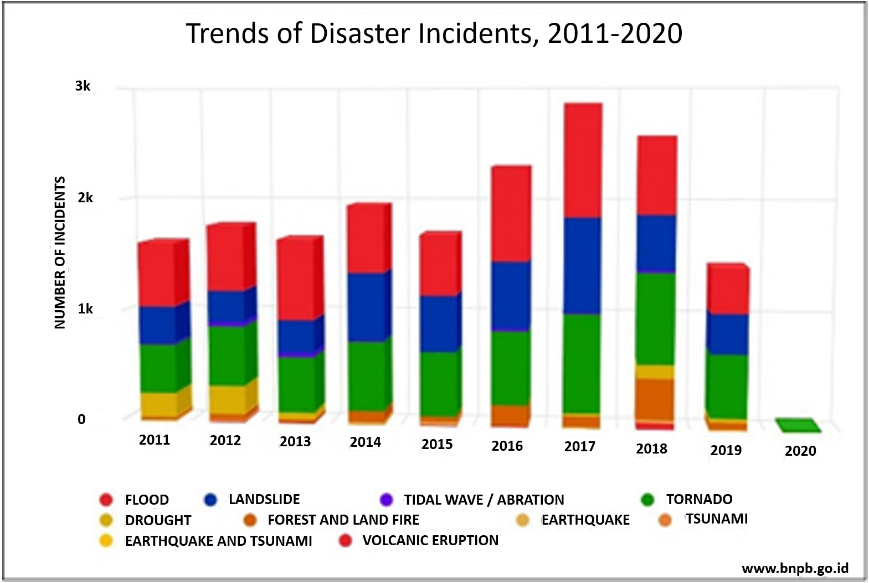 Trends of Disaster Incidents, 2011-2020
3k
2k
1k
0
NUMBER OF INCIDENTS
2011 2012 2013 2014 2015 2016 2017 2018 2019 2020
FLOOD LANDSLIDE TIDAL WAVE / ABRATION TORNADO
DROUGHT FOREST AND LAND FIRE EARTHQUAKE TSUNAMI
EARTHQUAKE AND TSUNAMI VOLCANIC ERUPTION
www.bnpb.go.id